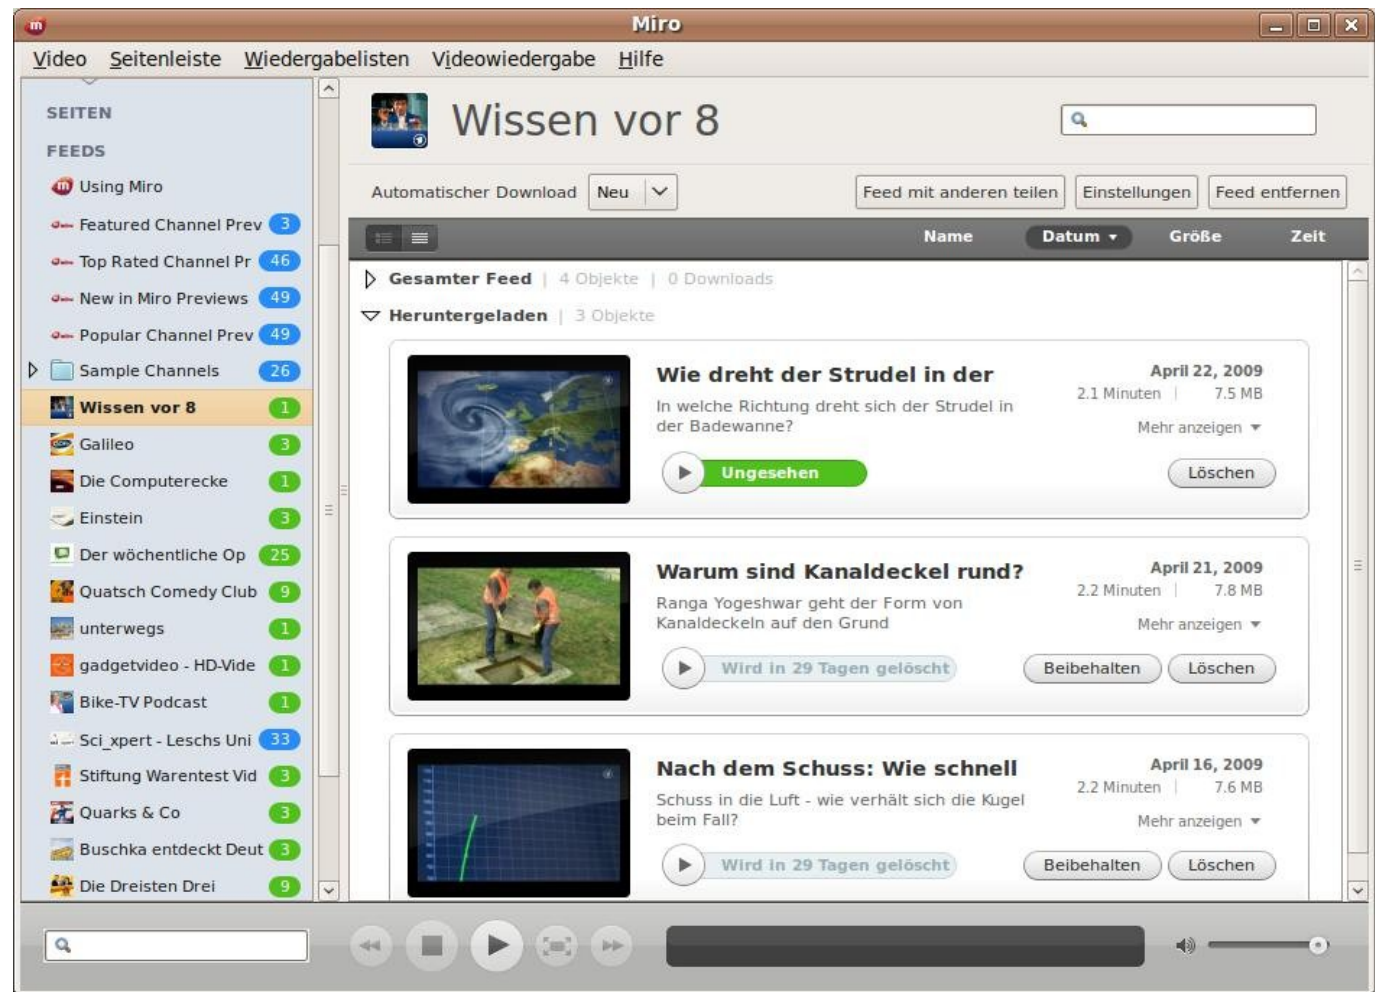 Miro
Video Seitenleiste Wiedergabelisten Videowiedergabe Hilfe
SEITEN
FEEDS
Using Miro
Featured Channel Prev 3
Top Rated Channel Pr 46
New in Miro Previews 49
Popular Channel Prev 49
Sample Channels 26
Wissen vor 8 1
Galileo 3
Die Computerecke 1
Einstein 3
Der wöchentliche Op 25
Quatsch Comedy Club 9
unterwegs 1
gadgetvideo - HD-Vide 1
Bike-TV Podcast 1
Sci_xpert - Leschs Uni 33
Stiftung Warentest Vid 3
Quarks & Co 3
Buschka entdeckt Deut 3
Die Dreisten Drei 9
Wissen vor 8
Automatischer Download Neu
Feed mit anderen teilen Einstellungen Feed entfernen
Name Datum Größe Zeit
Gesamter Feed | 4 Objekte | 0 Downloads
Heruntergeladen | 3 Objekte
Wie dreht der Strudel in der
In welche Richtung dreht sich der Strudel in
der Badewanne?
April 22, 2009
2.1 Minuten | 7.5 MB
Mehr anzeigen
Ungesehen
Löschen
Warum sind Kanaldeckel rund?
Ranga Yogeshwar geht der Form von
Kanaldeckeln auf den Grund
April 21, 2009
2.2 Minuten | 7.8 MB
Mehr anzeigen
Wird in 29 Tagen gelöscht
Beibehalten Löschen
Nach dem Schuss: Wie schnell
Schuss in die Luft - wie verhält sich die Kugel
beim Fall?
April 16, 2009
2.2 Minuten | 7.6 MB
Mehr anzeigen
Wird in 29 Tagen gelöscht
Beibehalten Löschen